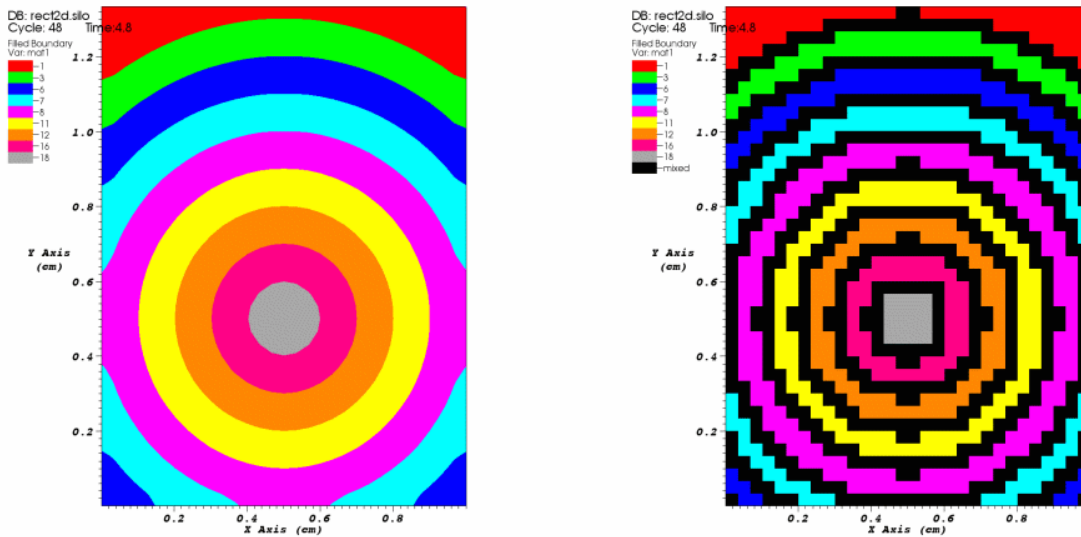 DB: rect2d.silo
Cycle: 48 Time:4.8
Filled Boundary
Var: mat1
1
3
6
7
8
11
12
16
18
1.2
1.0
0.8
0.6
0.4
0.2
Y Axis
(cm)
0.2 0.4 0.6 0.8
X Axis (cm)
DB: rect2d.silo
Cycle: 48 Time:4.8
Filled Boundary
Var: mat1
1
3
6
7
8
11
12
16
18
mixed
1.2
1.0
0.8
0.6
0.4
0.2
Y Axis
(cm)
0.2 0.4 0.6 0.8
X Axis (cm)